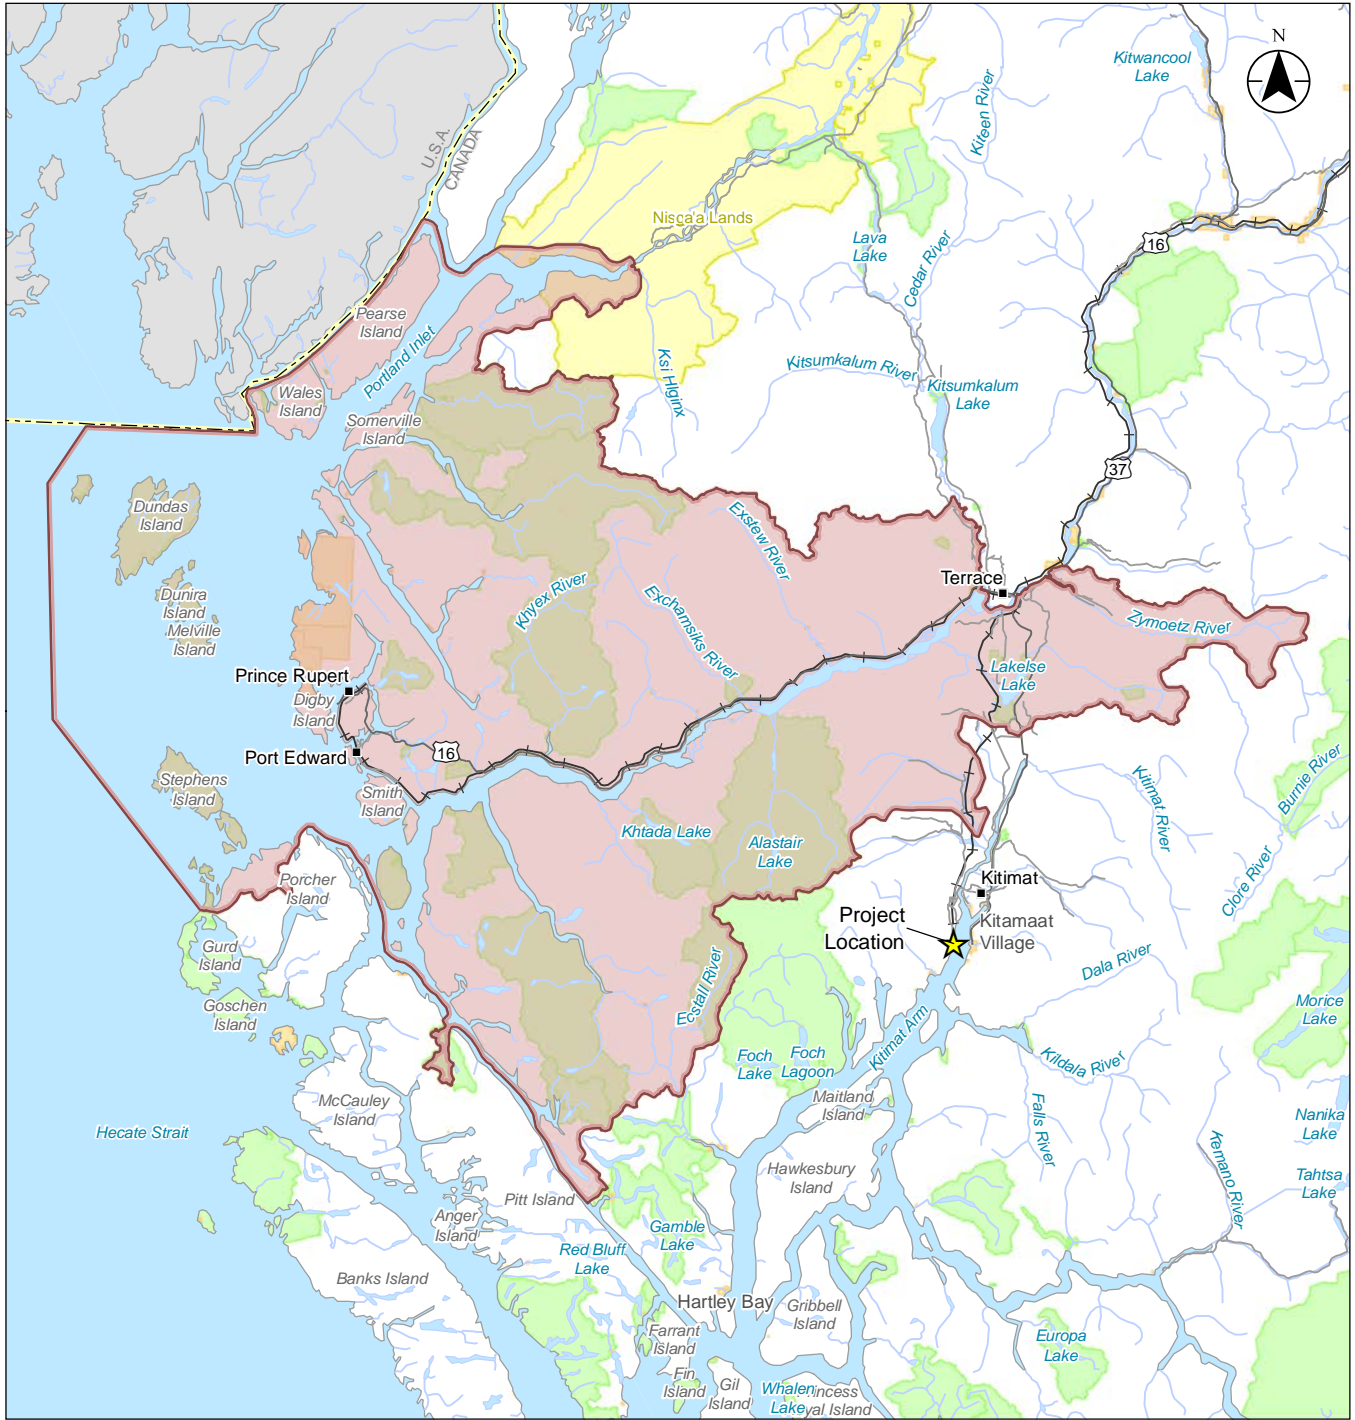 N
Kitwancool
Lake
Kiteen River
U.S.A.
CANADA
Nisga'a Lands
16
Lava
Lake
Cedar River
Pearse
Island
Portland Inlet
Ksi Hlginx
Kitsumkalum River
Kitsumkalum
Lake
Wales
Island
Somerville
Island
37
Dundas
Island
Exstew River
Terrace
Dunira
Island
Melville
Island
Khyex River
Exchamsiks River
Zymoetz River
Lakelse
Lake
Prince Rupert
Digby
Island
Port Edward
16
Stephens
Island
Smith
Island
Khtada Lake
Alastair
Lake
Kitimat River
Burnie River
Clore River
Porcher
Island
Kitimat
Project
Location
Kitamaat
Village
Gurd
Island
Goschen
Island
Ecstall River
Dala River
Morice
Lake
Foch
Lake
Foch
Lagoon
Kitimat Arm
Kildala River
McCauley
Island
Maitland
Island
Falls River
Nanika
Lake
Hecate Strait
Kemano River
Hawkesbury
Island
Tahtsa
Lake
Pitt Island
Anger
Island
Gamble
Lake
Red Bluff
Lake
Banks Island
Hartley Bay
Gribbell
Island
Farrant
Island
Europa
Lake
Fin
Island
Gil
Island
Whalen
Lake
Island